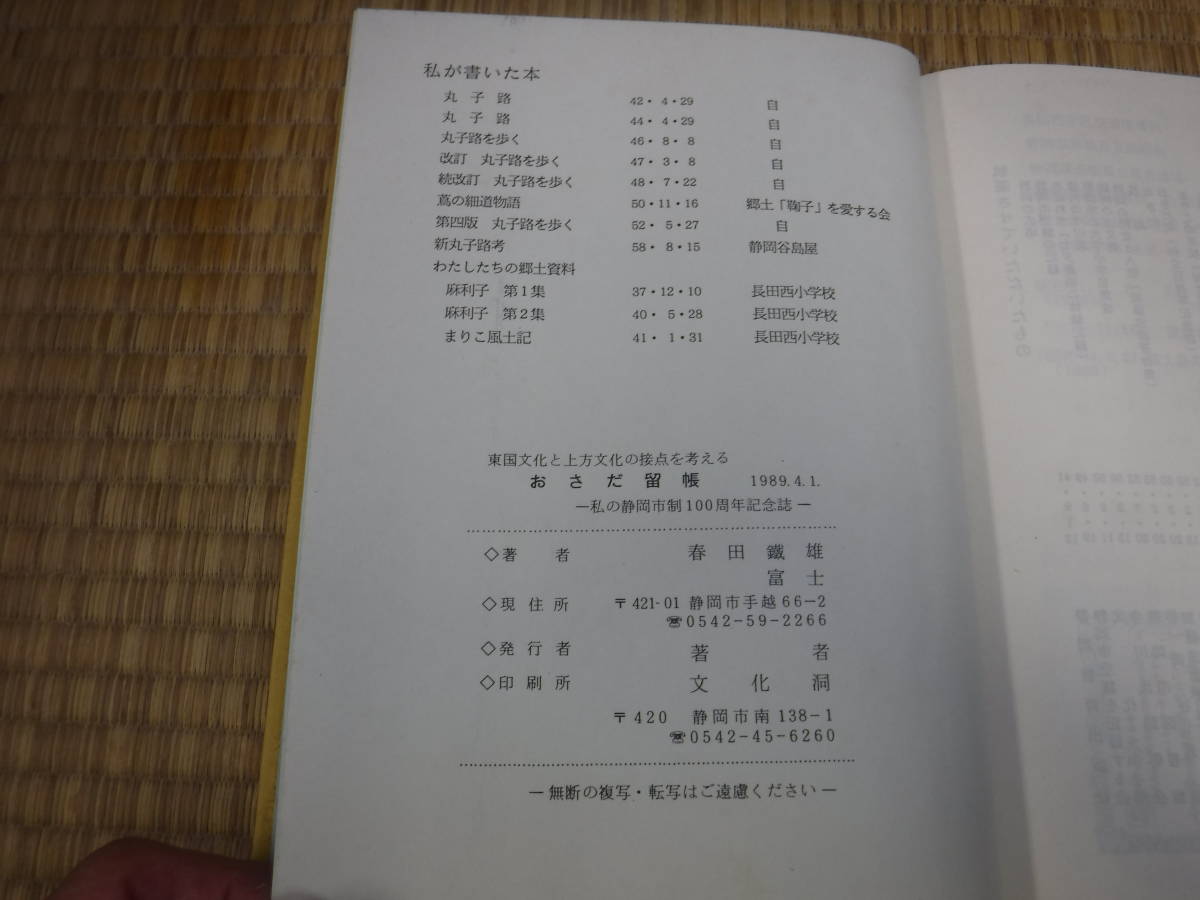 私が書いた本
丸子路 42・4・29 自
丸子路 44・4・29 自
丸子路を歩く 46・8・8 自
改訂 丸子路を歩く 47・3・8 自
続改訂 丸子路を歩く 48・7・22 自
蔦の細道物語 50・11・16 郷土「鞠子」を愛する会
第四版 丸子路を歩く 52・5・27 自
新丸子路考 58・8・15 静岡谷島屋
わたしたちの郷土資料
麻利子 第1集 37・12・10 長田西小学校
麻利子 第2集 40・5・28 長田西小学校
まりこ風土記 41・1・31 長田西小学校
東国文化と上方文化の接点を考える
おさだ留帳 1989.4.1.
―私の静岡市制100周年記念誌―
◇著者 春田鐵雄
富士
◇現住所 〒421-01 静岡市手越66-2
☎0542-59-2266
◇発行者 著者
◇印刷所 文化洞
〒420 静岡市南138-1
☎0542-45-6260
―無断の複写・転写はご遠慮ください―